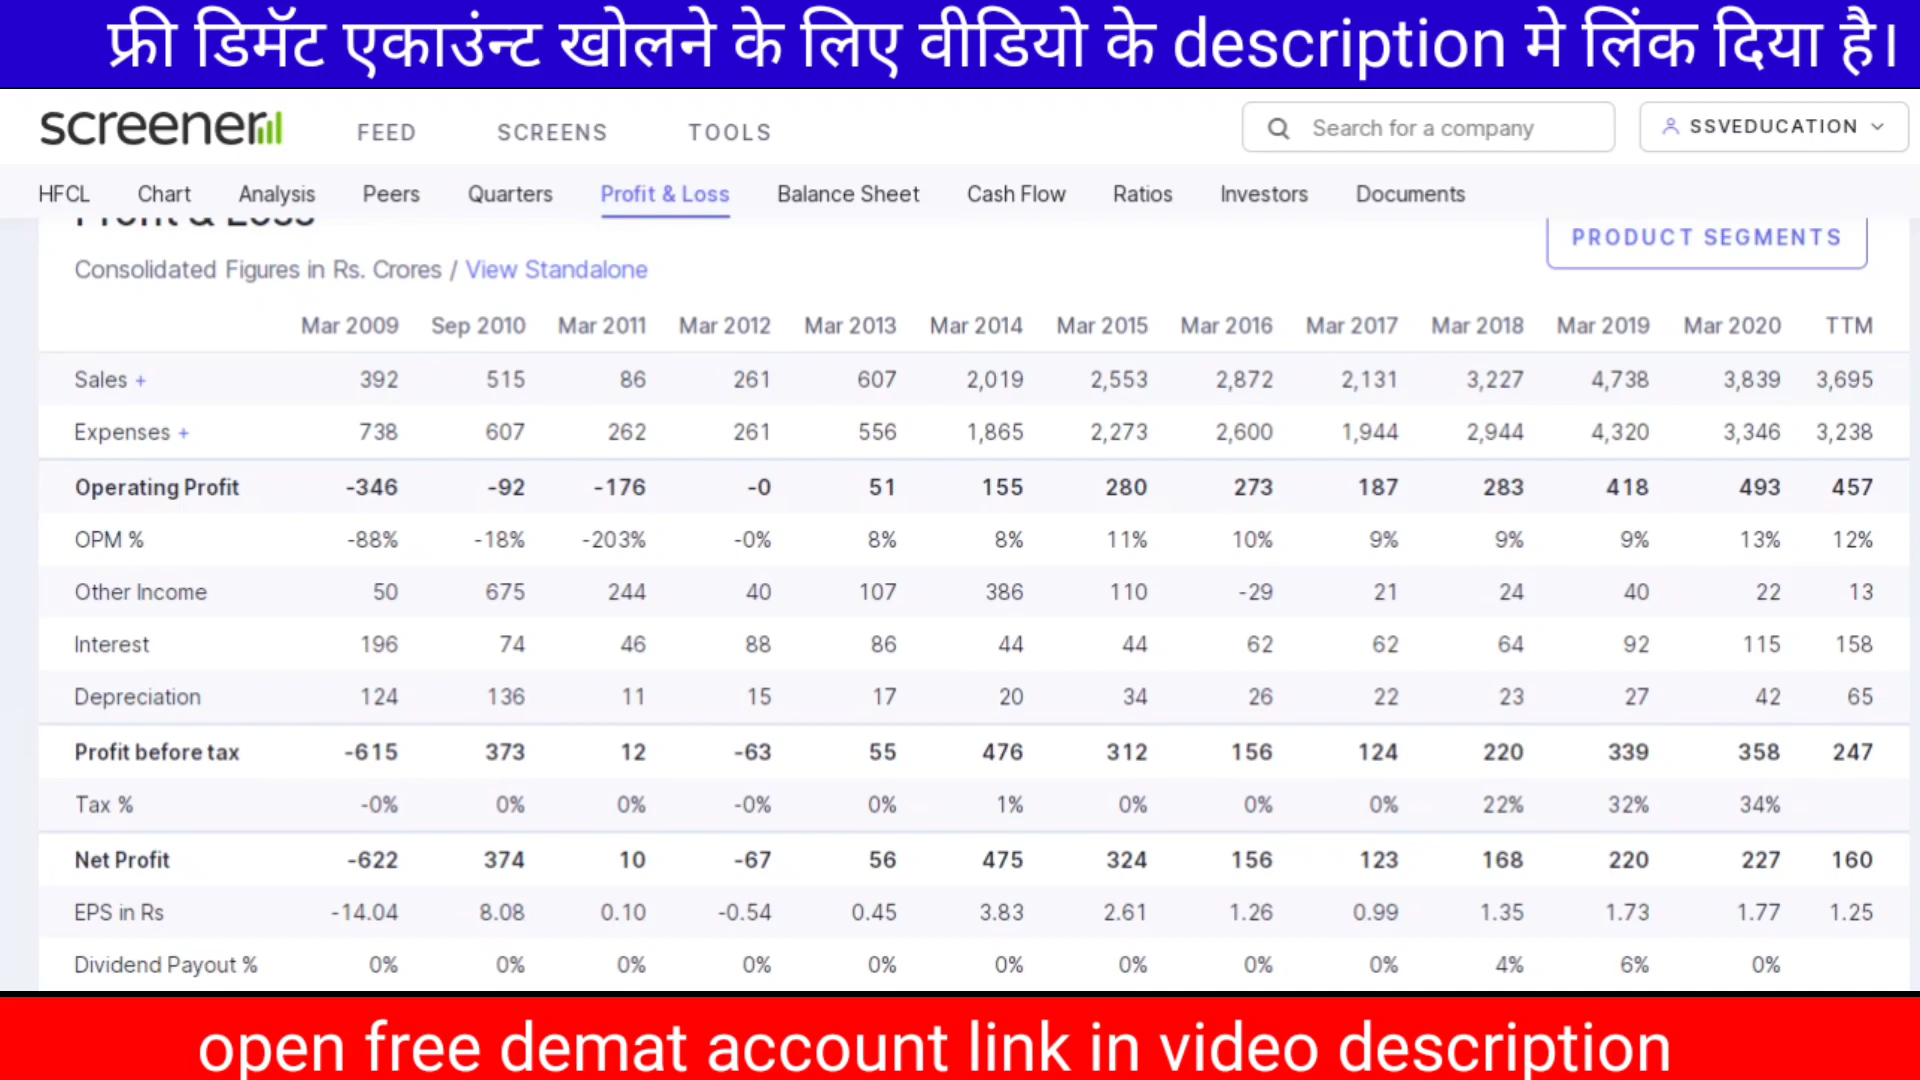 फ्री डिमॅट एकाउंन्ट खोलने के लिए वीडियो के description मे लिंक दिया है।
screener FEED SCREENS TOOLS Search for a company SSVEDUCATION
HFCL Chart Analysis Peers Quarters Profit & Loss Balance Sheet Cash Flow Ratios Investors Documents
Profit & Loss PRODUCT SEGMENTS
Consolidated Figures in Rs. Crores / View Standalone
Mar 2009 Sep 2010 Mar 2011 Mar 2012 Mar 2013 Mar 2014 Mar 2015 Mar 2016 Mar 2017 Mar 2018 Mar 2019 Mar 2020 TTM
Sales + 392 515 86 261 607 2,019 2,553 2,872 2,131 3,227 4,738 3,839 3,695
Expenses + 738 607 262 261 556 1,865 2,273 2,600 1,944 2,944 4,320 3,346 3,238
Operating Profit -346 -92 -176 -0 51 155 280 273 187 283 418 493 457
OPM % -88% -18% -203% -0% 8% 8% 11% 10% 9% 9% 9% 13% 12%
Other Income 50 675 244 40 107 386 110 -29 21 24 40 22 13
Interest 196 74 46 88 86 44 44 62 62 64 92 115 158
Depreciation 124 136 11 15 17 20 34 26 22 23 27 42 65
Profit before tax -615 373 12 -63 55 476 312 156 124 220 339 358 247
Tax % -0% 0% 0% -0% 0% 1% 0% 0% 0% 22% 32% 34%
Net Profit -622 374 10 -67 56 475 324 156 123 168 220 227 160
EPS in Rs -14.04 8.08 0.10 -0.54 0.45 3.83 2.61 1.26 0.99 1.35 1.73 1.77 1.25
Dividend Payout % 0% 0% 0% 0% 0% 0% 0% 0% 0% 4% 6% 0%
open free demat account link in video description